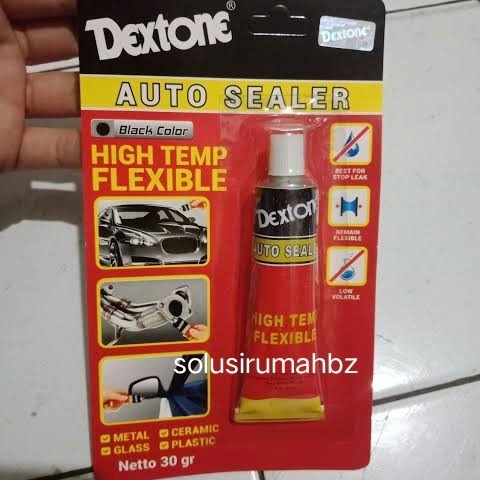 Dextone®
Dextone
AUTO SEALER
Black Color
HIGH TEMP
FLEXIBLE
BEST FOR
STOP LEAK
REMAIN
FLEXIBLE
LOW
VOLATILE
Dextone
AUTO SEALER
HIGH TEMP
FLEXIBLE
solusirumahbz
METAL
CERAMIC
GLASS
PLASTIC
Netto 30 gr